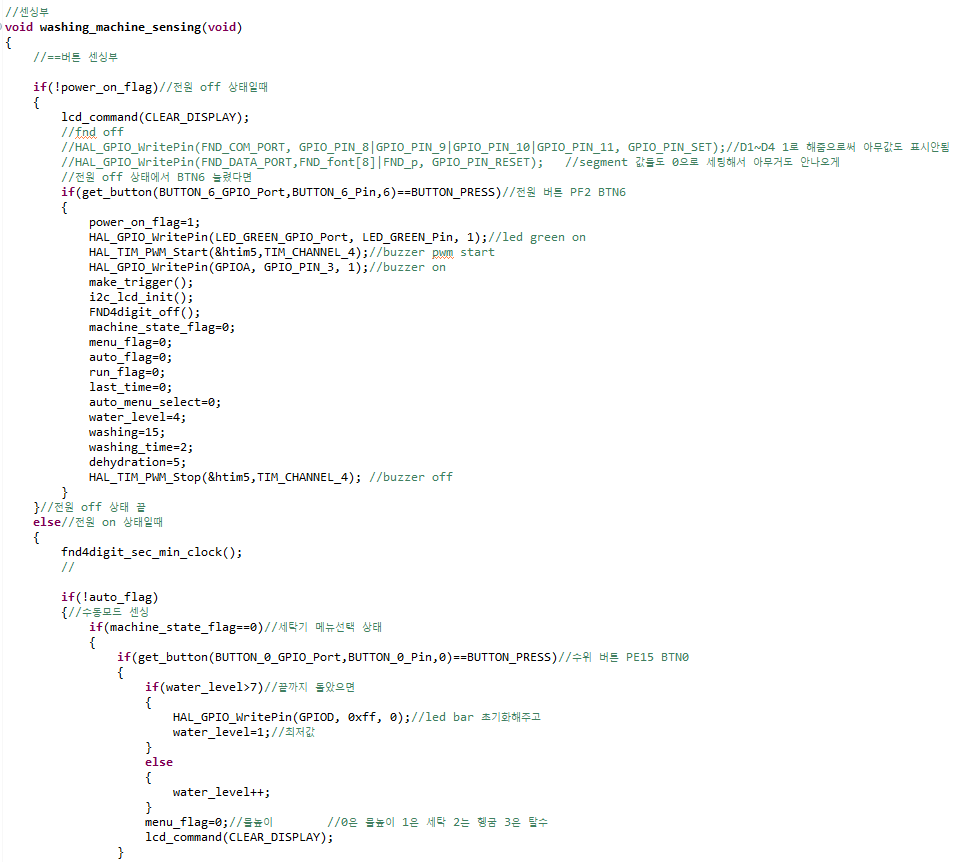 //센싱부
void washing_machine_sensing(void)
{
//==버튼 센싱부
if(!power_on_flag)//전원 off 상태일때
{
lcd_command(CLEAR_DISPLAY);
//fnd off
//HAL_GPIO_WritePin(FND_COM_PORT, GPIO_PIN_8|GPIO_PIN_9|GPIO_PIN_10|GPIO_PIN_11, GPIO_PIN_SET);//D1~D4 1로 해줌으로써 아무값도 표시안됨
//HAL_GPIO_WritePin(FND_DATA_PORT,FND_font[8]|FND_p, GPIO_PIN_RESET);   //segment 값들도 0으로 세팅해서 아무거도 안나오게
//전원 off 상태에서 BTN6 눌렸다면
if(get_button(BUTTON_6_GPIO_Port,BUTTON_6_Pin,6)==BUTTON_PRESS)//전원 버튼 PF2 BTN6
{
power_on_flag=1;
HAL_GPIO_WritePin(LED_GREEN_GPIO_Port, LED_GREEN_Pin, 1);//led green on
HAL_TIM_PWM_Start(&htim5,TIM_CHANNEL_4);//buzzer pwm start
HAL_GPIO_WritePin(GPIOA, GPIO_PIN_3, 1);//buzzer on
make_trigger();
i2c_lcd_init();
FND4digit_off();
machine_state_flag=0;
menu_flag=0;
auto_flag=0;
run_flag=0;
last_time=0;
auto_menu_select=0;
water_level=4;
washing=15;
washing_time=2;
dehydration=5;
HAL_TIM_PWM_Stop(&htim5,TIM_CHANNEL_4); //buzzer off
}
}//전원 off 상태 끝
else//전원 on 상태일때
{
fnd4digit_sec_min_clock();
//
if(!auto_flag)
{//수동모드 센싱
if(machine_state_flag==0)//세탁기 메뉴선택 상태
{
if(get_button(BUTTON_0_GPIO_Port,BUTTON_0_Pin,0)==BUTTON_PRESS)//수위 버튼 PE15 BTN0
{
if(water_level>7)//끝까지 돌았으면
{
HAL_GPIO_WritePin(GPIOD, 0xff, 0);//led bar 초기화해주고
water_level=1;//최저값
}
else
{
water_level++;
}
menu_flag=0;//물높이        //0은 물높이 1은 세탁 2는 헹굼 3은 탈수
lcd_command(CLEAR_DISPLAY);
}